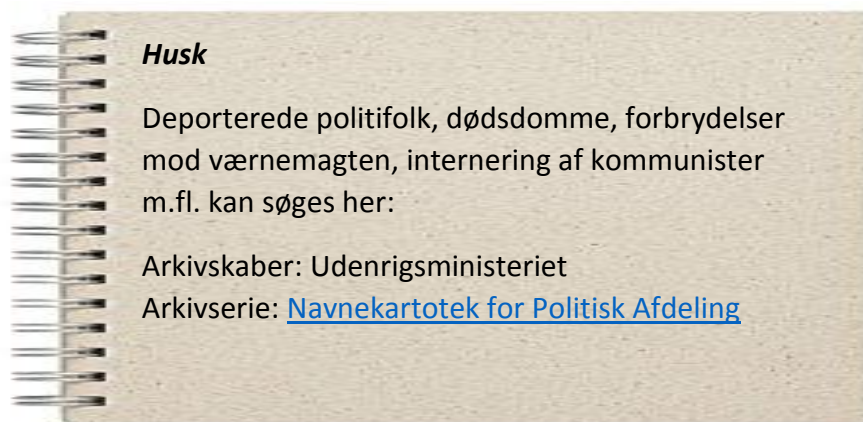 Husk
Deporterede politifolk, dødsdomme, forbrydelser
mod værnemagten, internering af kommunister
m.fl. kan søges her:
Arkivskaber: Udenrigsministeriet
Arkivserie: Navnekartotek for Politisk Afdeling